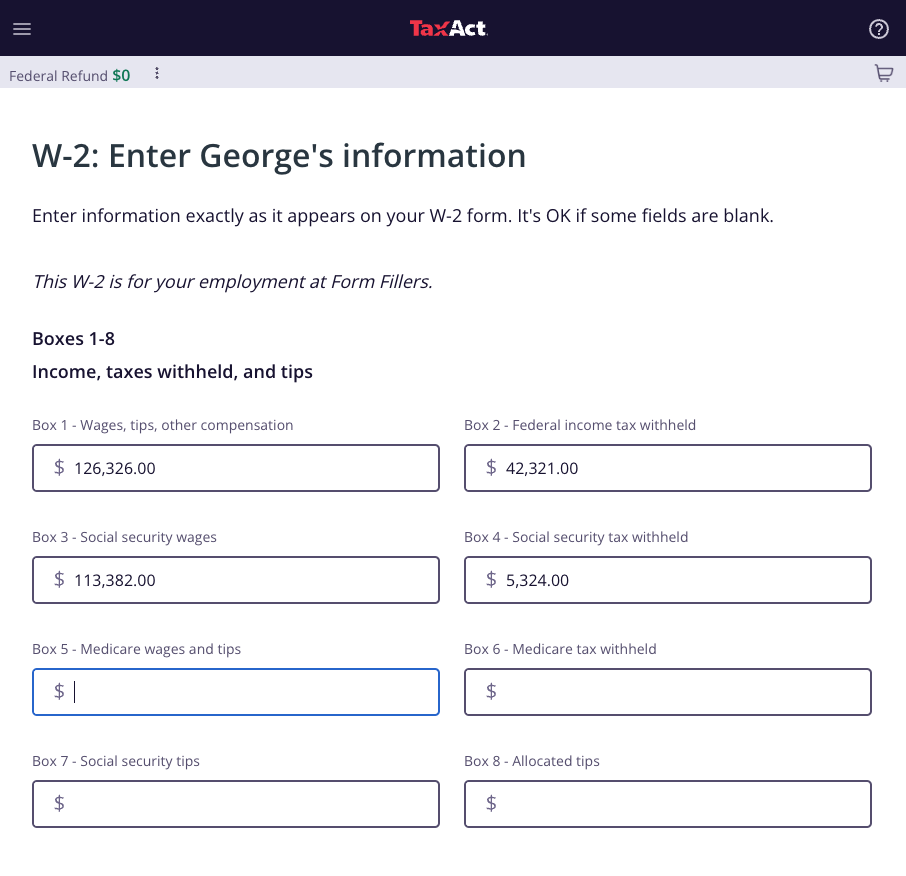 TaxAct.
Federal Refund $0
W-2: Enter George's information
Enter information exactly as it appears on your W-2 form. It's OK if some fields are blank.
This W-2 is for your employment at Form Fillers.
Boxes 1-8
Income, taxes withheld, and tips
Box 1 - Wages, tips, other compensation
$ 126,326.00
Box 2 - Federal income tax withheld
$ 42,321.00
Box 3 - Social security wages
$ 113,382.00
Box 4 - Social security tax withheld
$ 5,324.00
Box 5 - Medicare wages and tips
$
Box 6 - Medicare tax withheld
$
Box 7 - Social security tips
$
Box 8 - Allocated tips
$